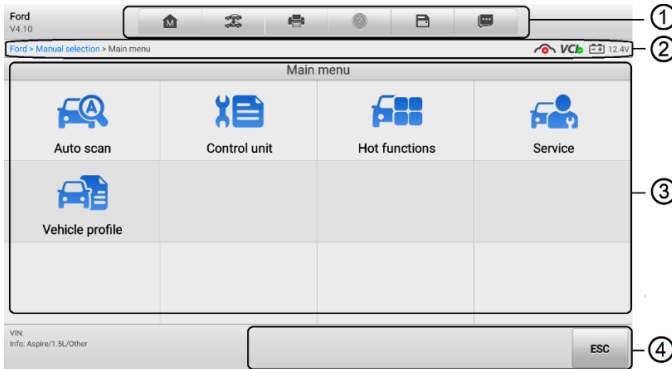 Ford
V4.10
M
①
Ford > Manual selection > Main menu
VCI
12.4V
②
Main menu
A
Auto scan
Control unit
Hot functions
Service
③
Vehicle profile
VIN:
Info: Aspire/1.5L/Other
ESC
④